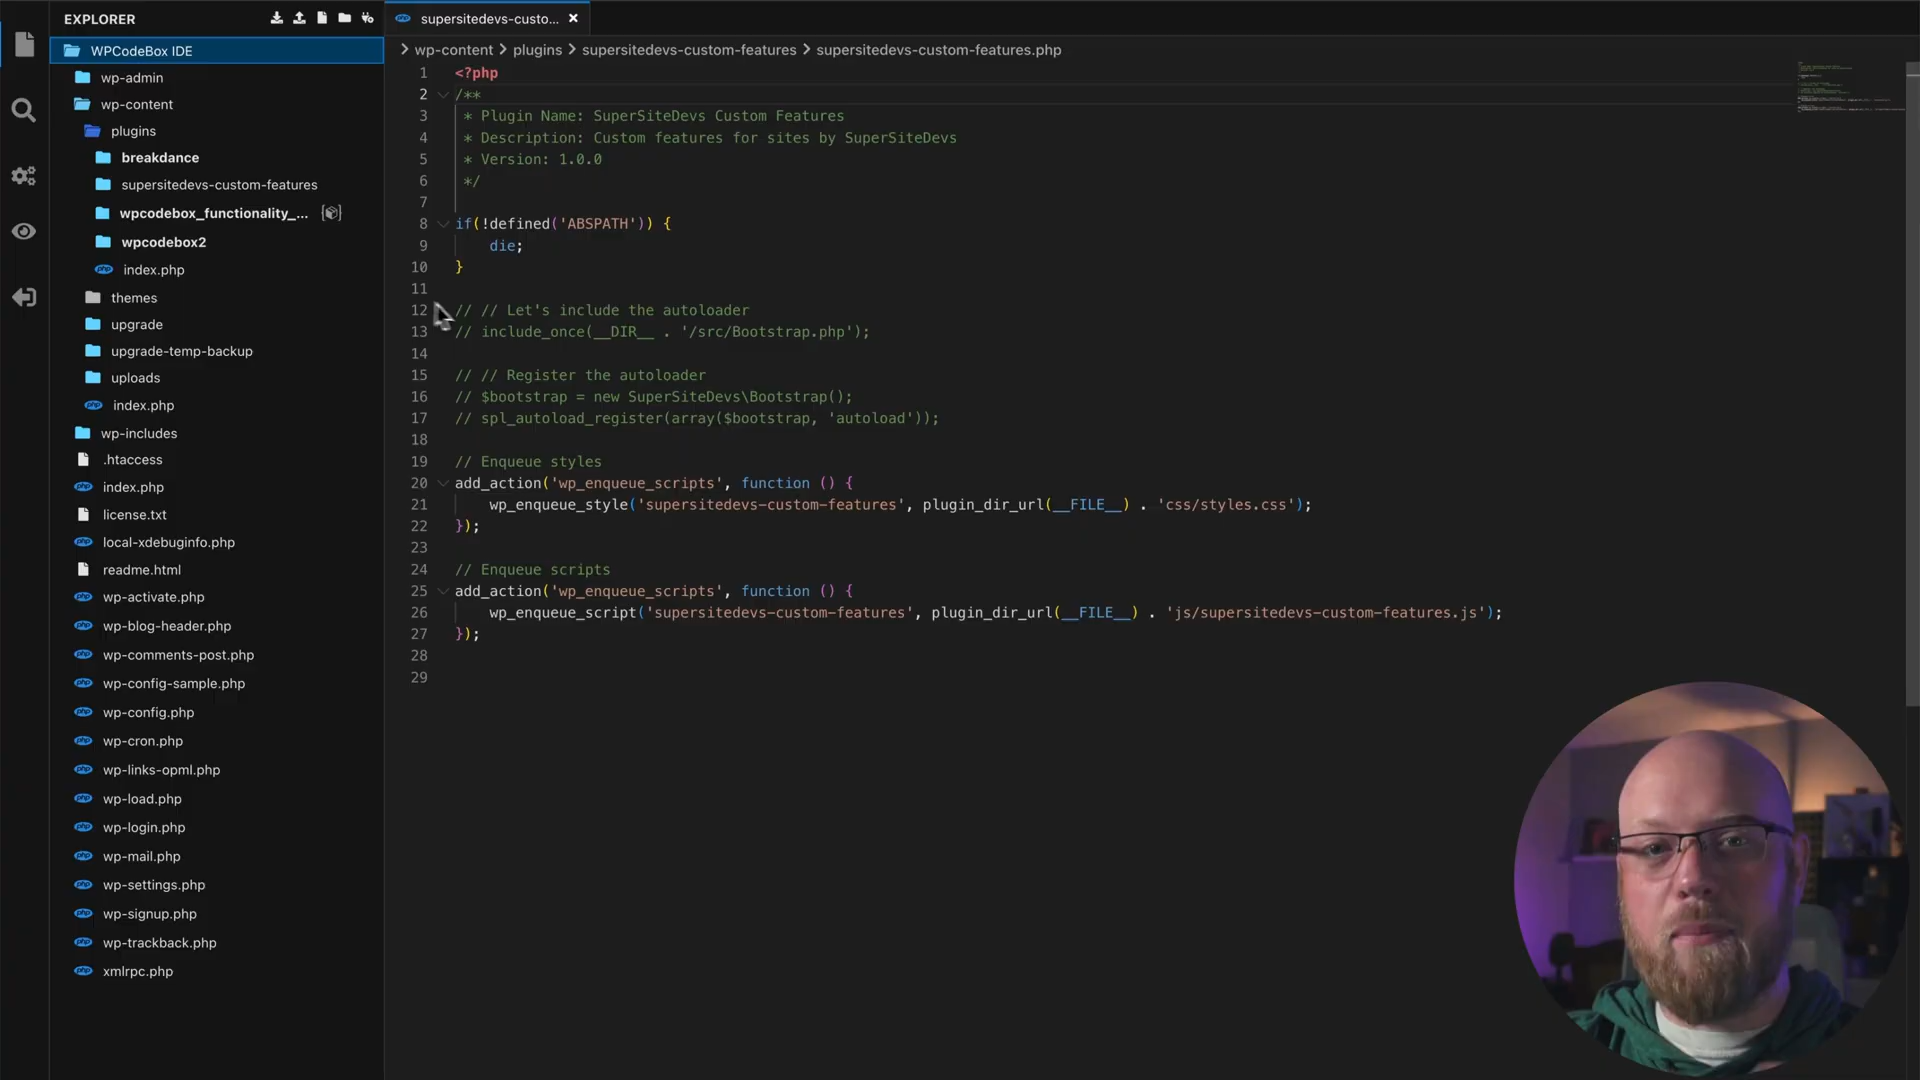 EXPLORER
WPCodeBox IDE
wp-admin
wp-content
plugins
breakdance
supersitedevs-custom-features
wpcodebox_functionality_...
wpcodebox2
index.php
themes
upgrade
upgrade-temp-backup
uploads
index.php
wp-includes
.htaccess
index.php
license.txt
local-xdebuginfo.php
readme.html
wp-activate.php
wp-blog-header.php
wp-comments-post.php
wp-config-sample.php
wp-config.php
wp-cron.php
wp-links-opml.php
wp-load.php
wp-login.php
wp-mail.php
wp-settings.php
wp-signup.php
wp-trackback.php
xmlrpc.php
supersitedevs-custo...
wp-content > plugins > supersitedevs-custom-features > supersitedevs-custom-features.php
1 <?php
2 /**
3 * Plugin Name: SuperSiteDevs Custom Features
4 * Description: Custom features for sites by SuperSiteDevs
5 * Version: 1.0.0
6 */
7
8 if(!defined('ABSPATH')) {
9 die;
10 }
11
12 // // Let's include the autoloader
13 // include_once(__DIR__ . '/src/Bootstrap.php');
14
15 // // Register the autoloader
16 // $bootstrap = new SuperSiteDevs\Bootstrap();
17 // spl_autoload_register(array($bootstrap, 'autoload'));
18
19 // Enqueue styles
20 add_action('wp_enqueue_scripts', function () {
21 wp_enqueue_style('supersitedevs-custom-features', plugin_dir_url(__FILE__) . 'css/styles.css');
22 });
23
24 // Enqueue scripts
25 add_action('wp_enqueue_scripts', function () {
26 wp_enqueue_script('supersitedevs-custom-features', plugin_dir_url(__FILE__) . 'js/supersitedevs-custom-features.js');
27 });
28
29